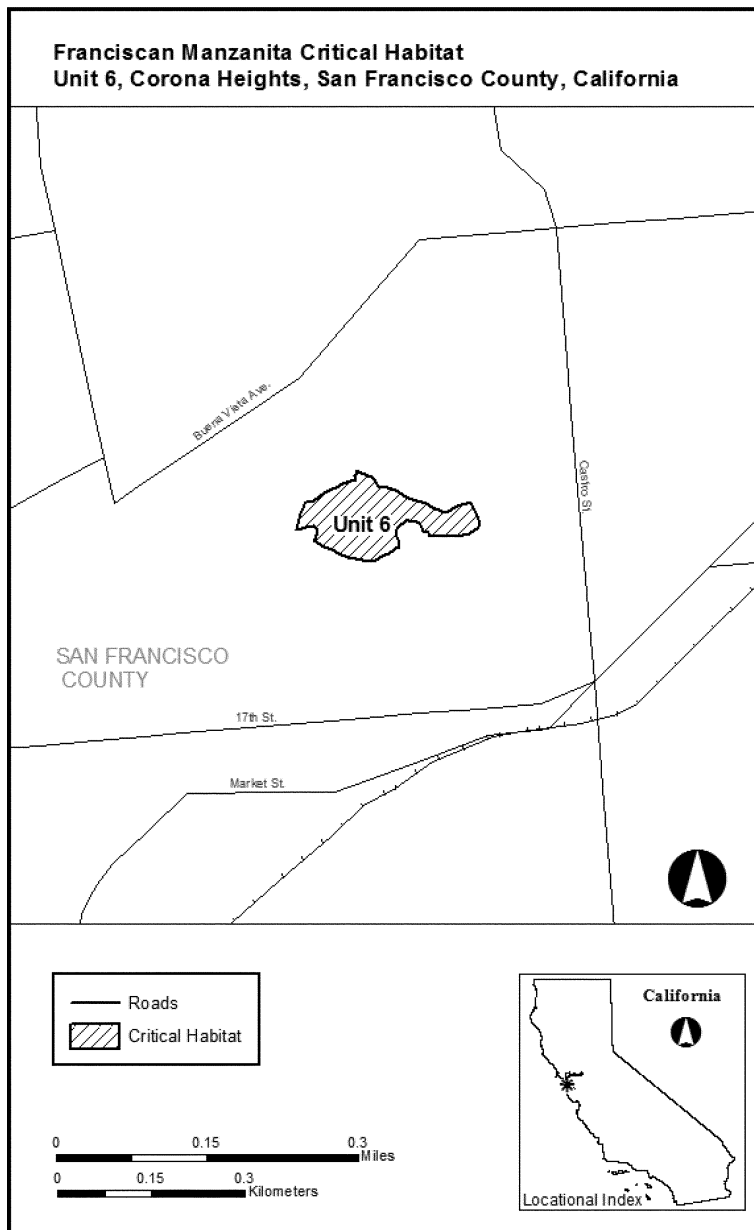 Franciscan Manzanita Critical Habitat
Unit 6, Corona Heights, San Francisco County, California
Buena Vista Ave.
Castro St.
Unit 6
SAN FRANCISCO
COUNTY
17th St.
Market St.
Roads
Critical Habitat
California
Locational Index
0 0.15 0.3
Miles
0 0.15 0.3
Kilometers